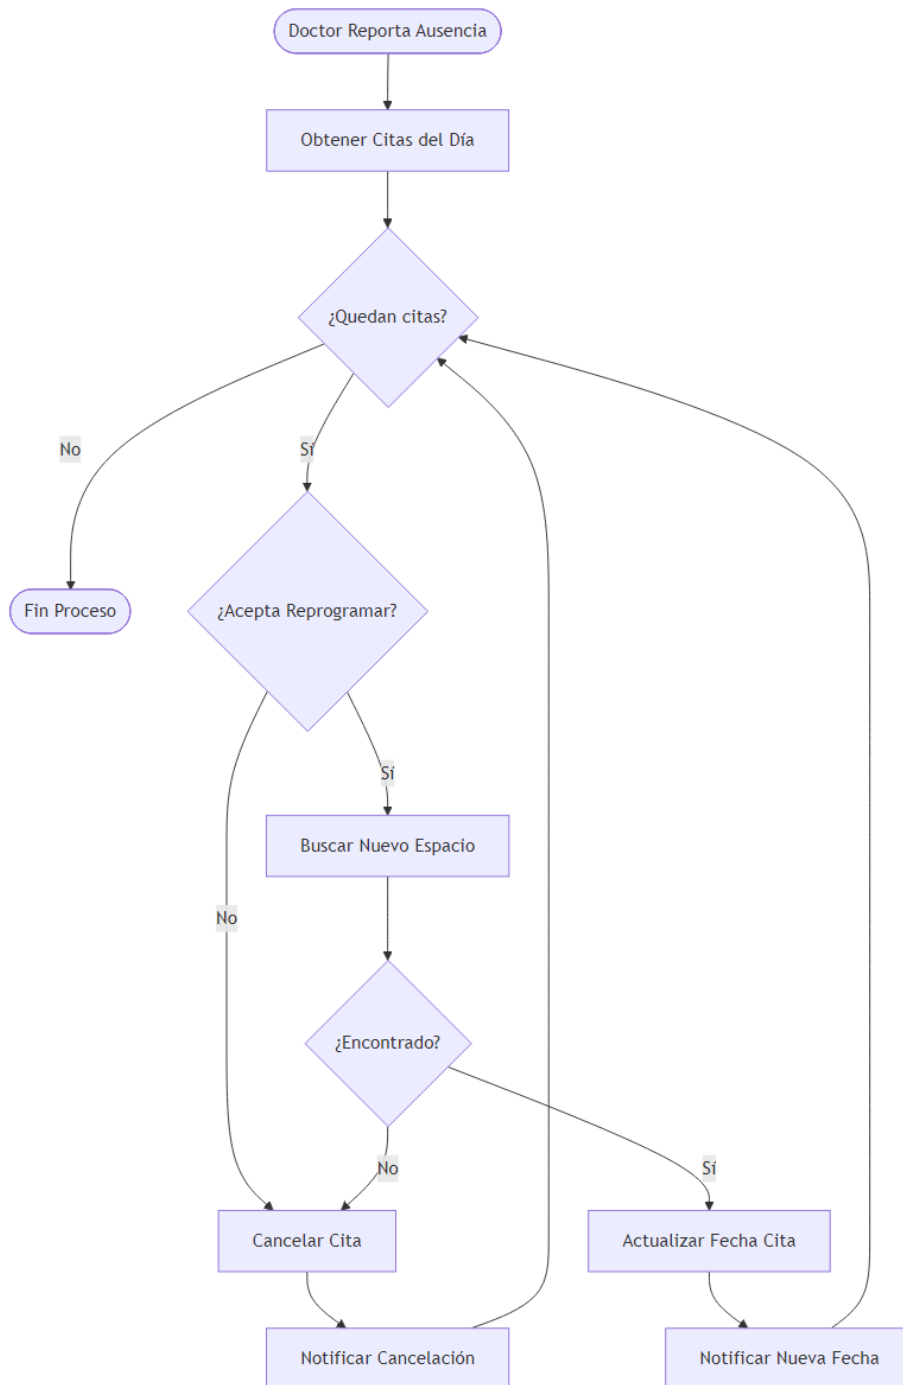 Doctor Reporta Ausencia
Obtener Citas del Día
¿Quedan citas?
No
Sí
Fin Proceso
¿Acepta Reprogramar?
Sí
Buscar Nuevo Espacio
No
¿Encontrado?
No
Sí
Cancelar Cita
Actualizar Fecha Cita
Notificar Cancelación
Notificar Nueva Fecha